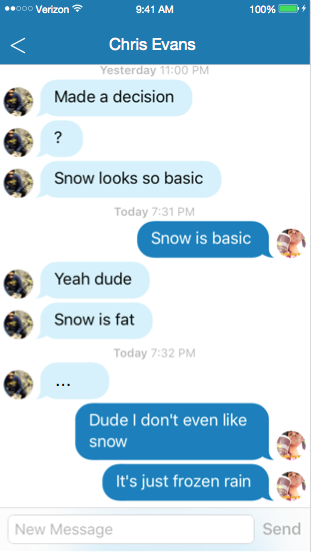 Verizon 9:41 AM 100%
Chris Evans
Yesterday 11:00 PM
Made a decision
?
Snow looks so basic
Today 7:31 PM
Snow is basic
Yeah dude
Snow is fat
Today 7:32 PM
...
Dude I don't even like
snow
It's just frozen rain
New Message Send